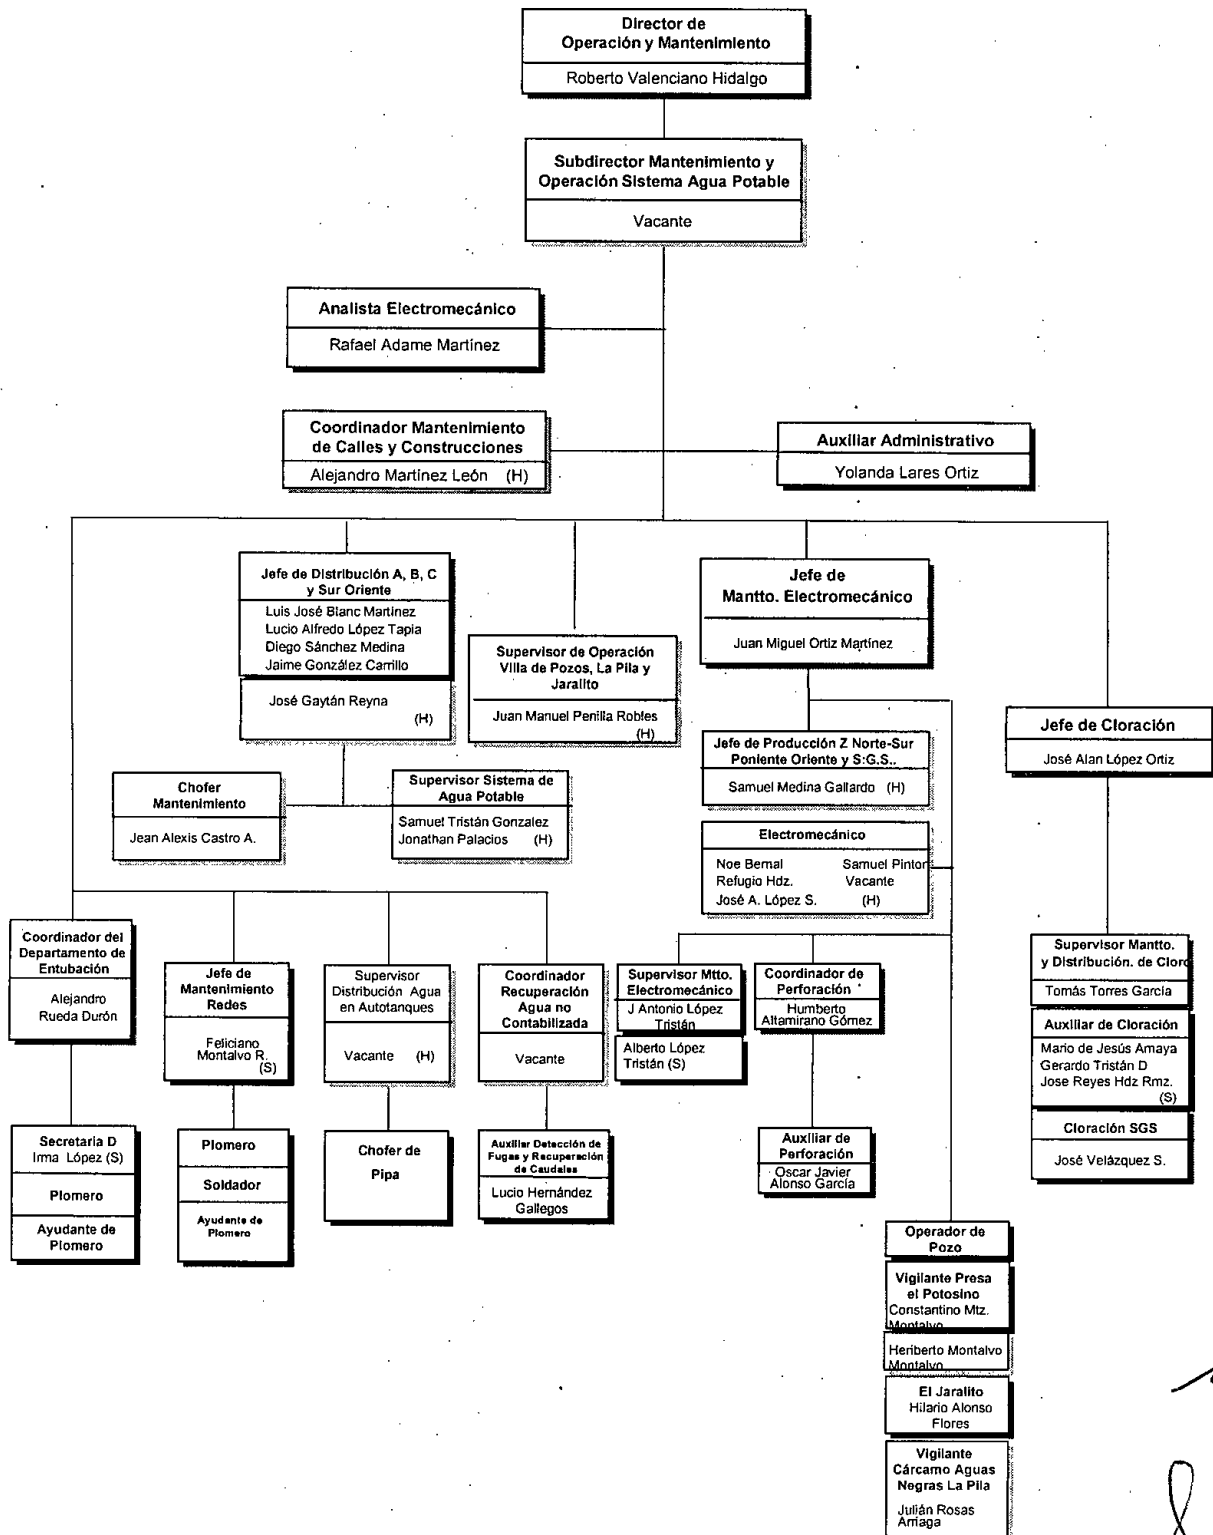 Director de
Operación y Mantenimiento
Roberto Valenciano Hidalgo
Subdirector Mantenimiento y
Operación Sistema Agua Potable
Vacante
Analista Electromecánico
Rafael Adame Martínez
Coordinador Mantenimiento
de Calles y Construcciones
Alejandro Martínez León (H)
Auxiliar Administrativo
Yolanda Lares Ortiz
Jefe de Distribución A, B, C
y Sur Oriente
Luis José Blanc Martinez
Lucio Alfredo López Tapia
Diego Sánchez Medina
Jaime González Carrillo
José Gaytán Reyna
(H)
Supervisor de Operación
Villa de Pozos, La Pila y
Jaralito
Juan Manuel Penilla Robles
(H)
Jefe de
Mantto. Electromecánico
Juan Miguel Ortiz Martínez
Jefe de Producción Z Norte-Sur
Poniente Oriente y S:G.S..
Samuel Medina Gallardo (H)
Jefe de Cloración
José Alan López Ortiz
Chofer
Mantenimiento
Jean Alexis Castro A.
Supervisor Sistema de
Agua Potable
Samuel Tristán Gonzalez
Jonathan Palacios (H)
Electromecánico
Noe Bernal Samuel Pintor
Refugio Hdz. Vacante
José A. López S. (H)
Coordinador del
Departamento de
Entubación
Alejandro
Rueda Durón
Jefe de
Mantenimiento
Redes
Feliciano
Montalvo R.
(S)
Supervisor
Distribución Agua
en Autotanques
Vacante (H)
Coordinador
Recuperación
Agua no
Contabilizada
Vacante
Supervisor Mtto.
Electromecánico
J Antonio López
Tristán
Alberto López
Tristán (S)
Coordinador de
Perforación
Humberto
Altamirano Gómez
Supervisor Mantto.
y Distribución. de Cloro
Tomás Torres García
Auxiliar de Cloración
Mario de Jesús Amaya
Gerardo Tristán D
Jose Reyes Hdz Rmz.
(S)
Cloración SGS
José Velázquez S.
Secretaria D
Irma López (S)
Plomero
Ayudante de
Plomero
Plomero
Soldador
Ayudante de
Plomero
Chofer de
Pipa
Auxiliar Detección de
Fugas y Recuperación
de Caudales
Lucio Hernández
Gallegos
Auxiliar de
Perforación
Oscar Javier
Alonso García
Operador de
Pozo
Vigilante Presa
el Potosino
Constantino Mtz.
Montalvo
Heriberto Montalvo
Montalvo
El Jaralito
Hilario Alonso
Flores
Vigilante
Cárcamo Aguas
Negras La Pila
Julián Rosas
Arriaga